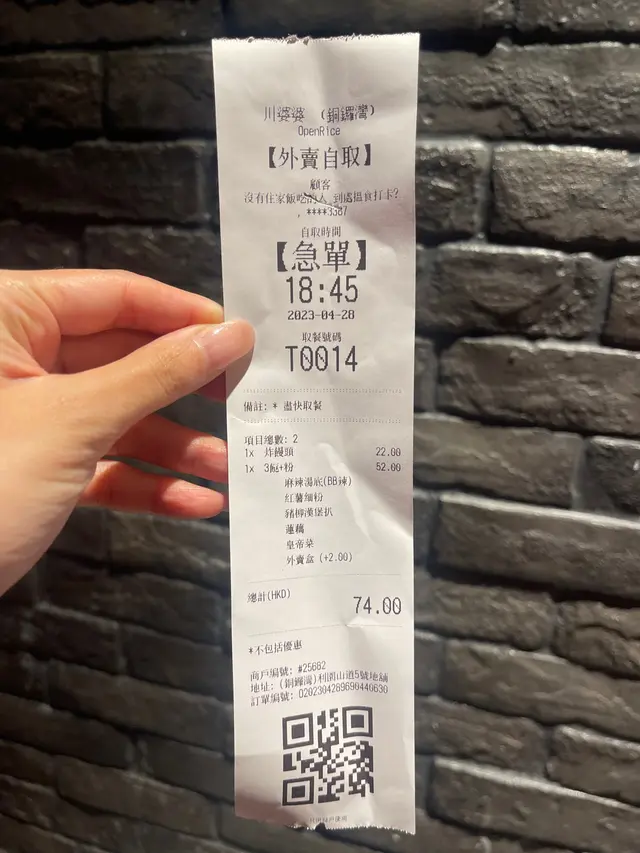 川婆婆 (銅鑼灣)
OpenRice
【外賣自取】
顧客
沒有住家飯吃的人,到處搵食打卡?
, ****3387
自取時間
【急單】
18:45
2023-04-28
取餐號碼
T0014
備註: * 盡快取餐
項目總數: 2
1x 炸饅頭 22.00
1x 3餸+粉 52.00
麻辣湯底(BB辣)
紅薯細粉
豬柳漢堡扒
蓮藕
皇帝菜
外賣盒 (+2.00)
總計(HKD) 74.00
*不包括優惠
商戶編號: #25682
地址: (銅鑼灣)利園山道5號地舖
訂單編號: 0202304289690440630